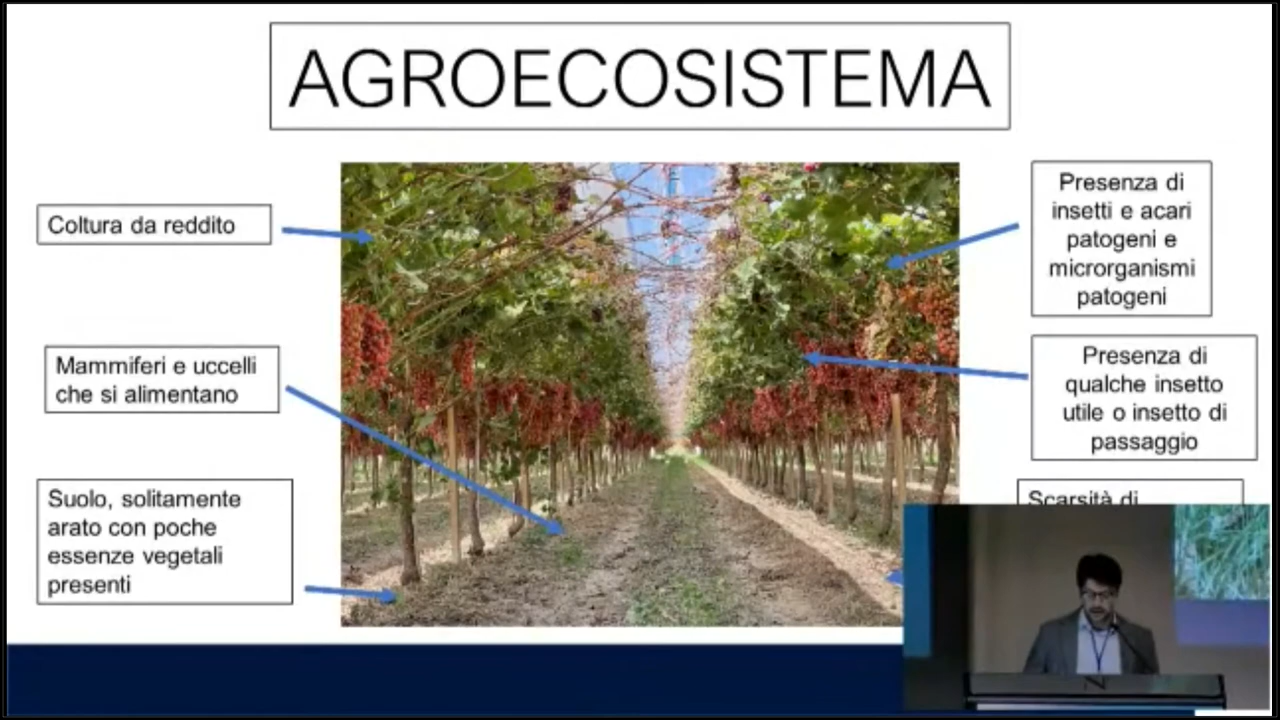 AGROECOSISTEMA
Coltura da reddito
Mammiferi e uccelli
che si alimentano
Suolo, solitamente
arato con poche
essenze vegetali
presenti
Presenza di
insetti e acari
patogeni e
microrganismi
patogeni
Presenza di
qualche insetto
utile o insetto di
passaggio
Scarsità di